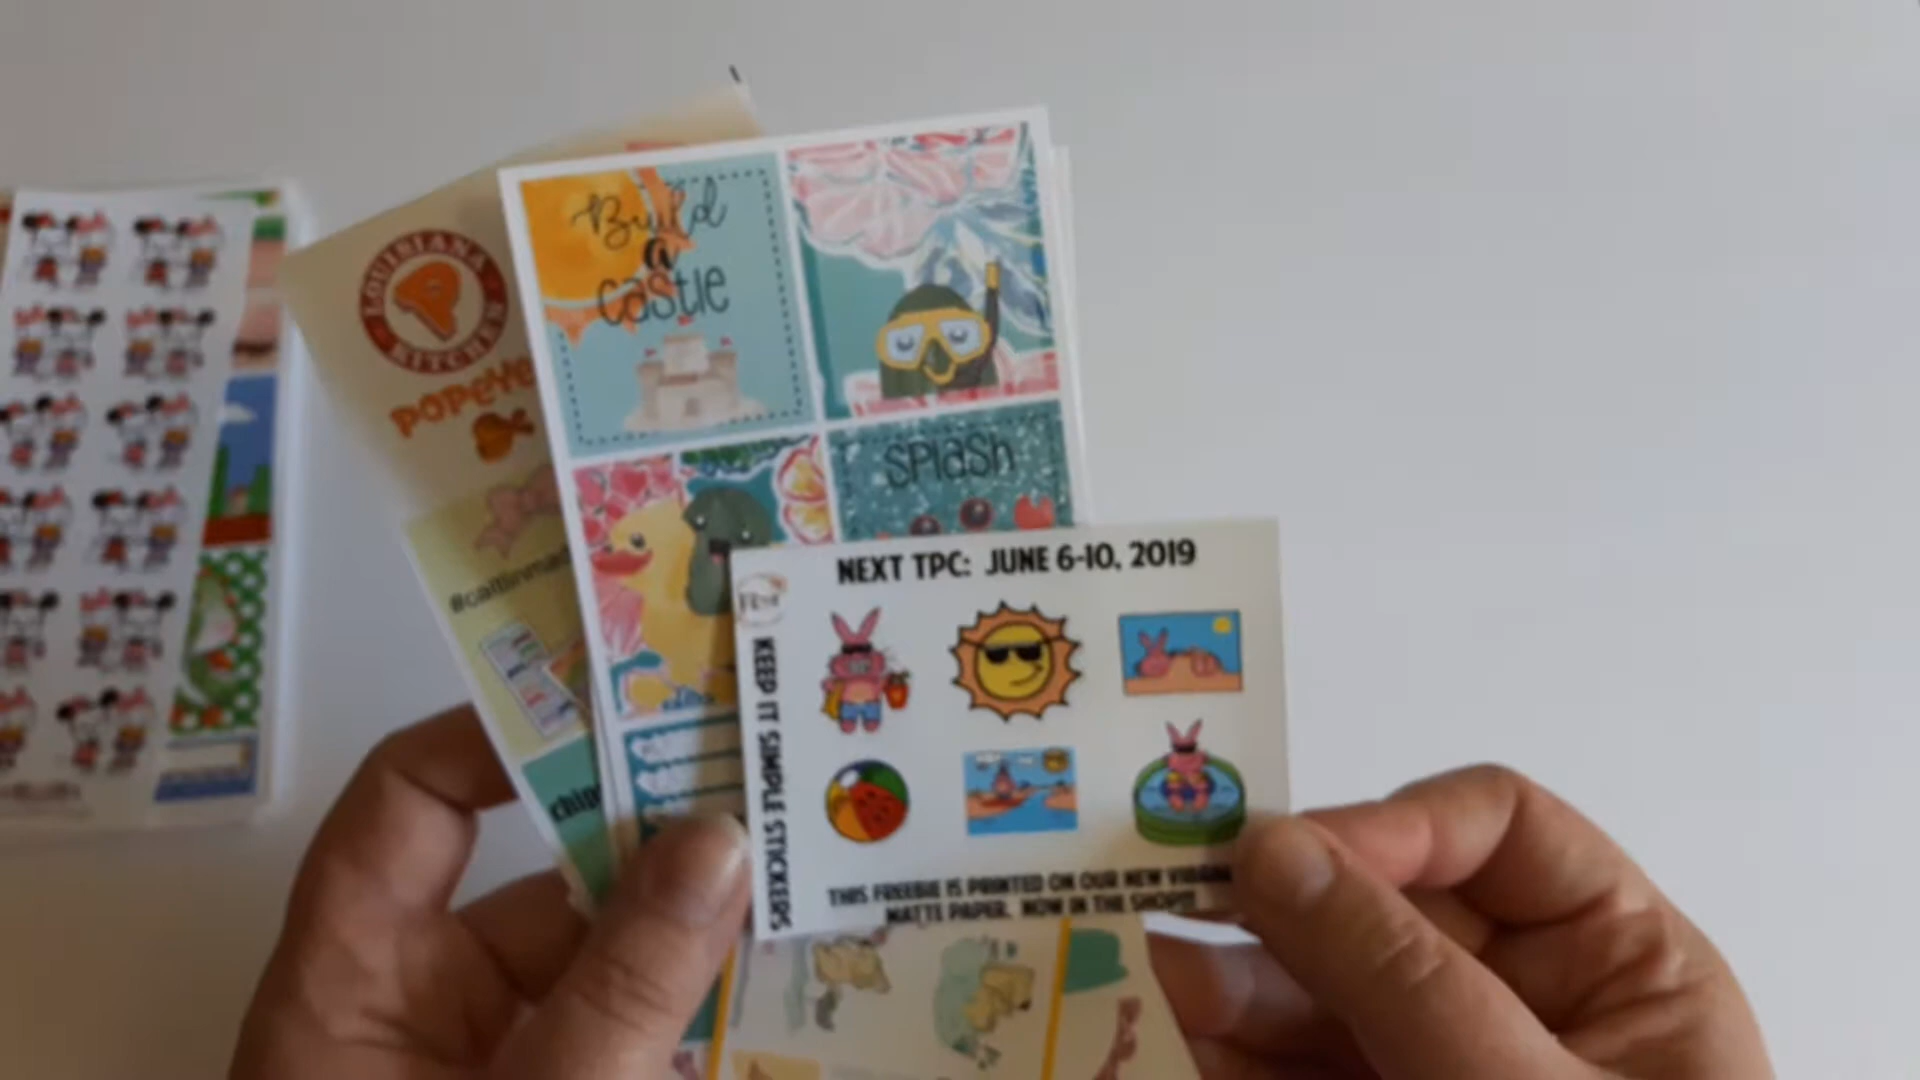 LOUISIANA
KITCHEN
POPEYE
Build
a
castle
SPlaSh
NEXT TPC: JUNE 6-10, 2019
KEEP IT SIMPLE STICKERS
THIS FREEBIE IS PRINTED ON OUR NEW
MATTE PAPER. NOW IN THE SHOP!!!